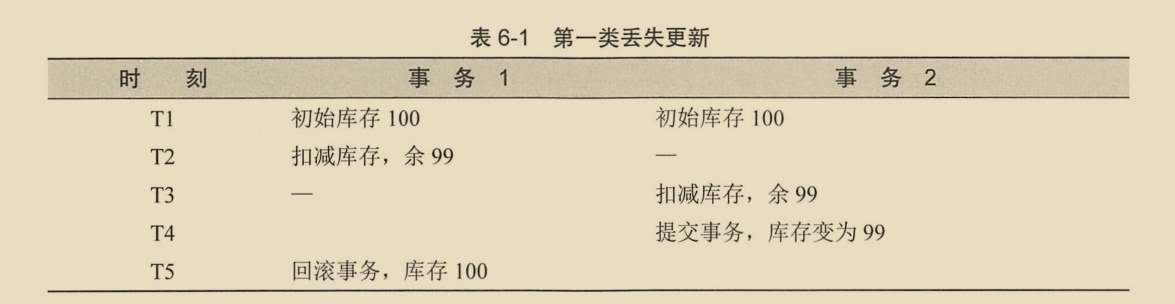 表 6-1 第一类丢失更新
时 刻 事 务 1 事 务 2
T1 初始库存 100 初始库存 100
T2 扣减库存，余 99 —
T3 — 扣减库存，余 99
T4 提交事务，库存变为 99
T5 回滚事务，库存 100